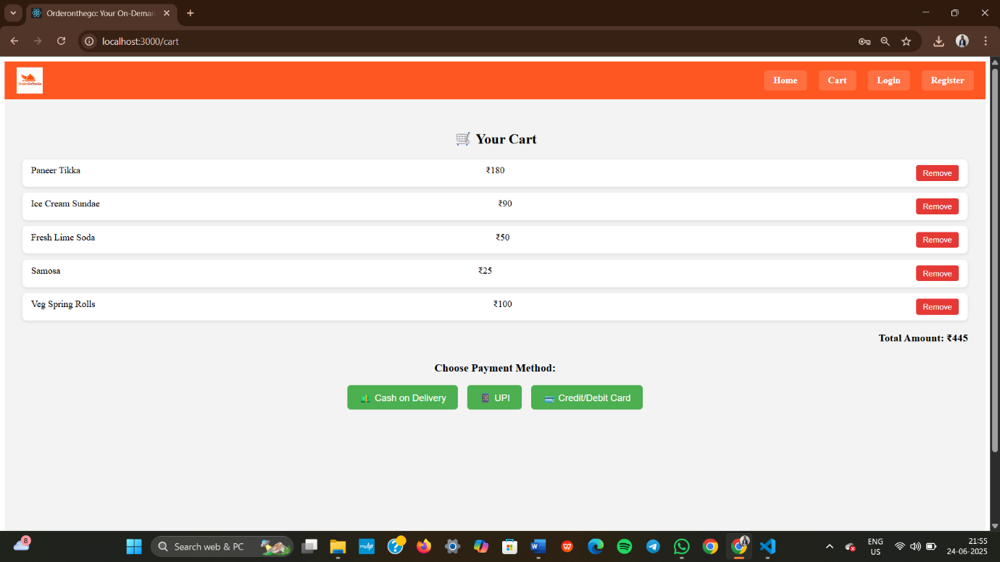 Orderonthego: Your On-Deman
localhost:3000/cart
OrderOnTheGo
Home Cart Login Register
Your Cart
Paneer Tikka ₹180 Remove
Ice Cream Sundae ₹90 Remove
Fresh Lime Soda ₹50 Remove
Samosa ₹25 Remove
Veg Spring Rolls ₹100 Remove
Total Amount: ₹445
Choose Payment Method:
Cash on Delivery UPI Credit/Debit Card
8 Search web & PC myhp ENG 21:55
US 24-06-2025